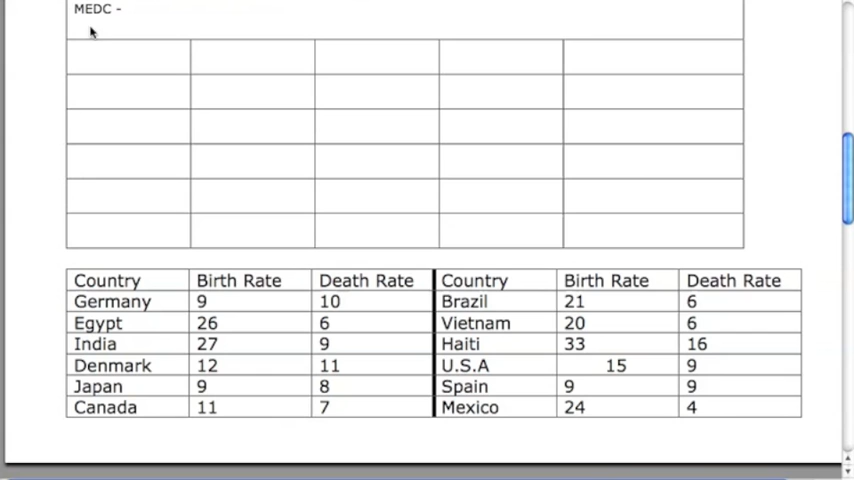 MEDC -
Country Birth Rate Death Rate Country Birth Rate Death Rate
Germany 9 10 Brazil 21 6
Egypt 26 6 Vietnam 20 6
India 27 9 Haiti 33 16
Denmark 12 11 U.S.A 15 9
Japan 9 8 Spain 9 9
Canada 11 7 Mexico 24 4